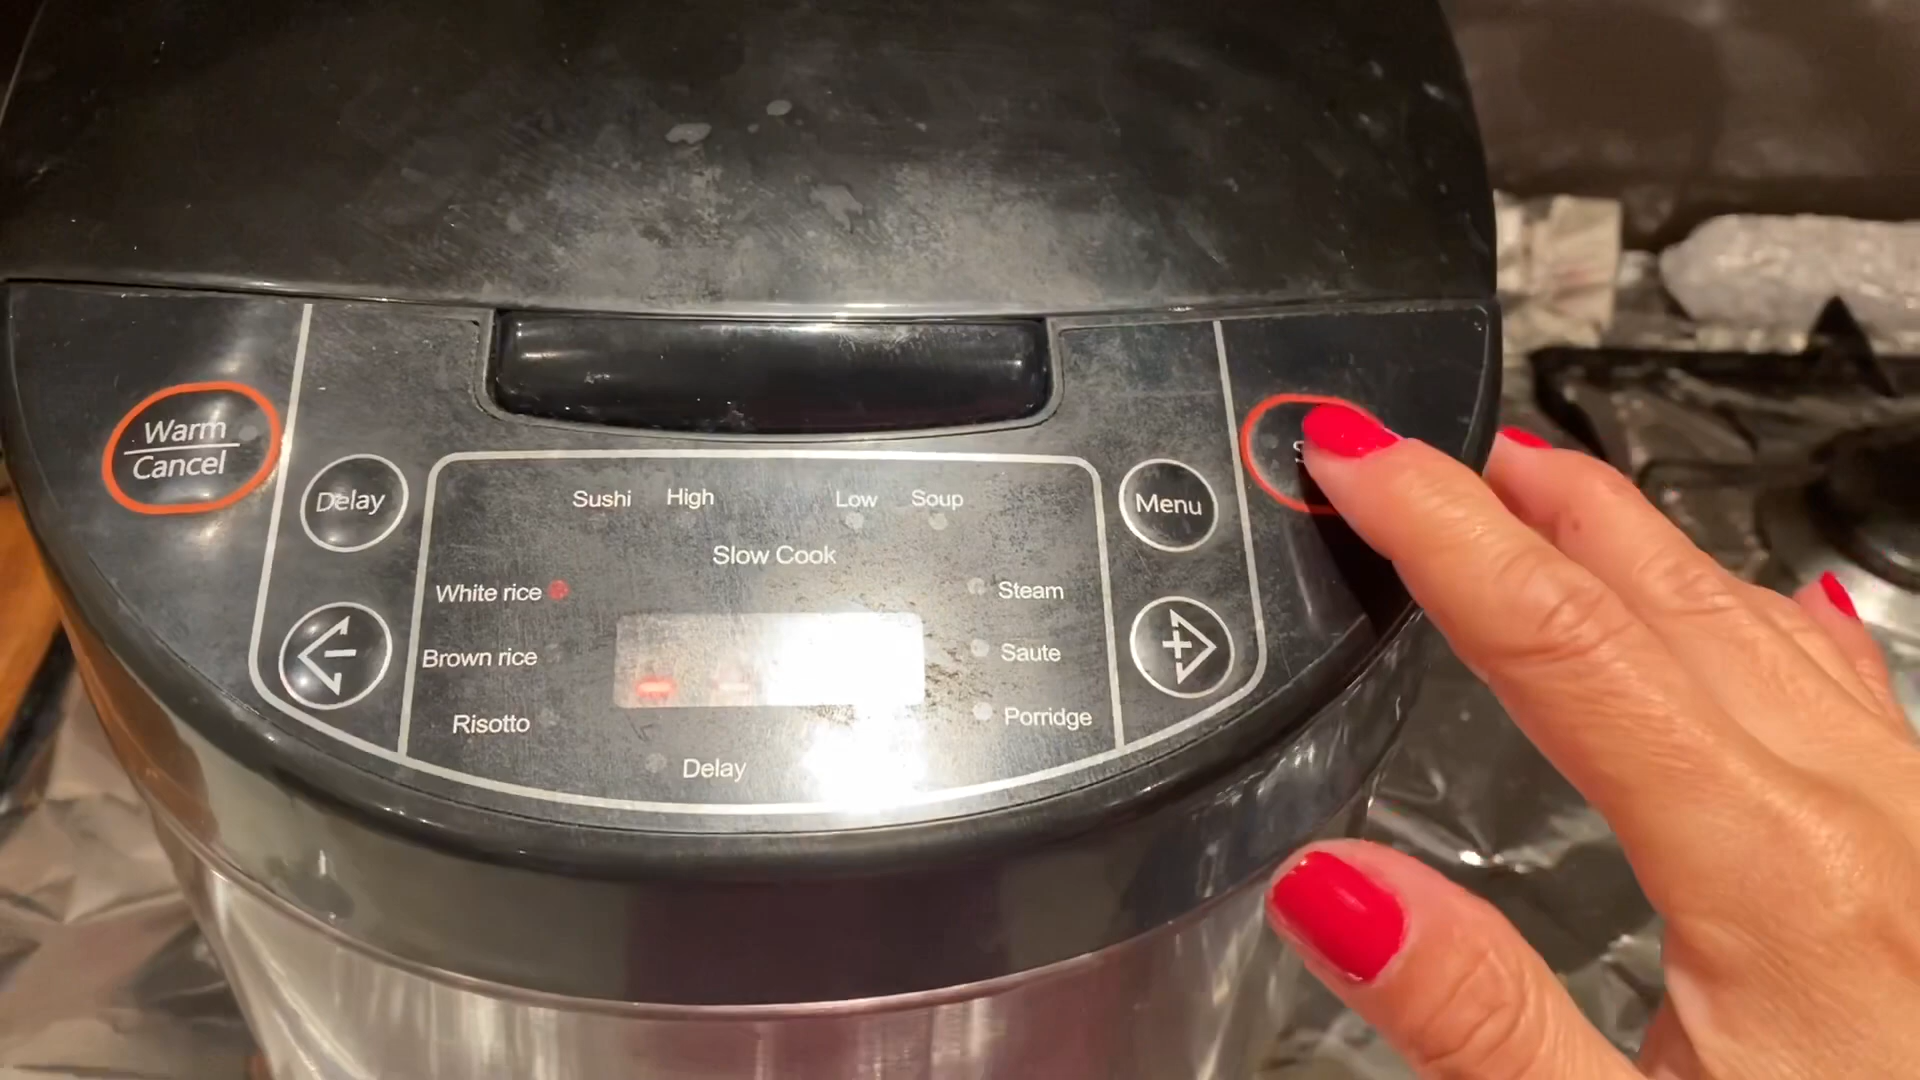 Warm
Cancel
Delay
Sushi
High
Low
Soup
Menu
Slow Cook
White rice
Steam
Brown rice
Saute
Risotto
Porridge
Delay